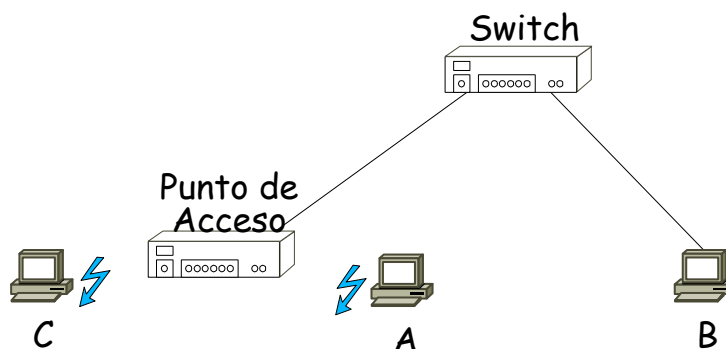 Switch
Punto de
Acceso
C
A
B